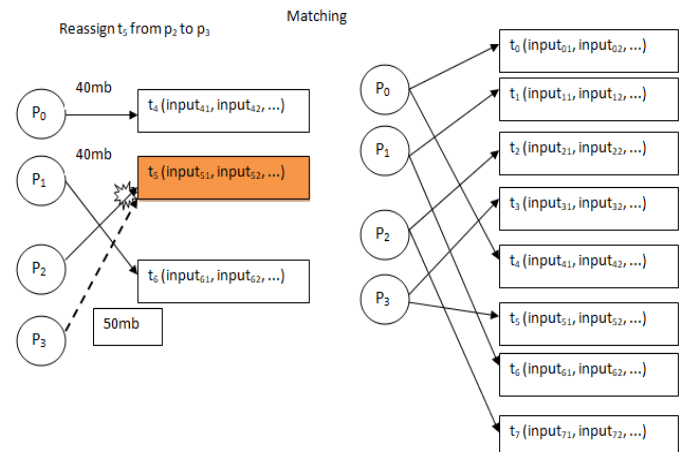 Matching
Reassign t₅ from p₂ to p₃
40mb
P₀
t₄ (input₄₁, input₄₂, ...)
40mb
P₁
t₅ (input₅₁, input₅₂, ...)
P₂
t₆ (input₆₁, input₆₂, ...)
P₃
50mb
t₀ (input₀₁, input₀₂, ...)
P₀
t₁ (input₁₁, input₁₂, ...)
P₁
t₂ (input₂₁, input₂₂, ...)
t₃ (input₃₁, input₃₂, ...)
P₂
t₄ (input₄₁, input₄₂, ...)
P₃
t₅ (input₅₁, input₅₂, ...)
t₆ (input₆₁, input₆₂, ...)
t₇ (input₇₁, input₇₂, ...)